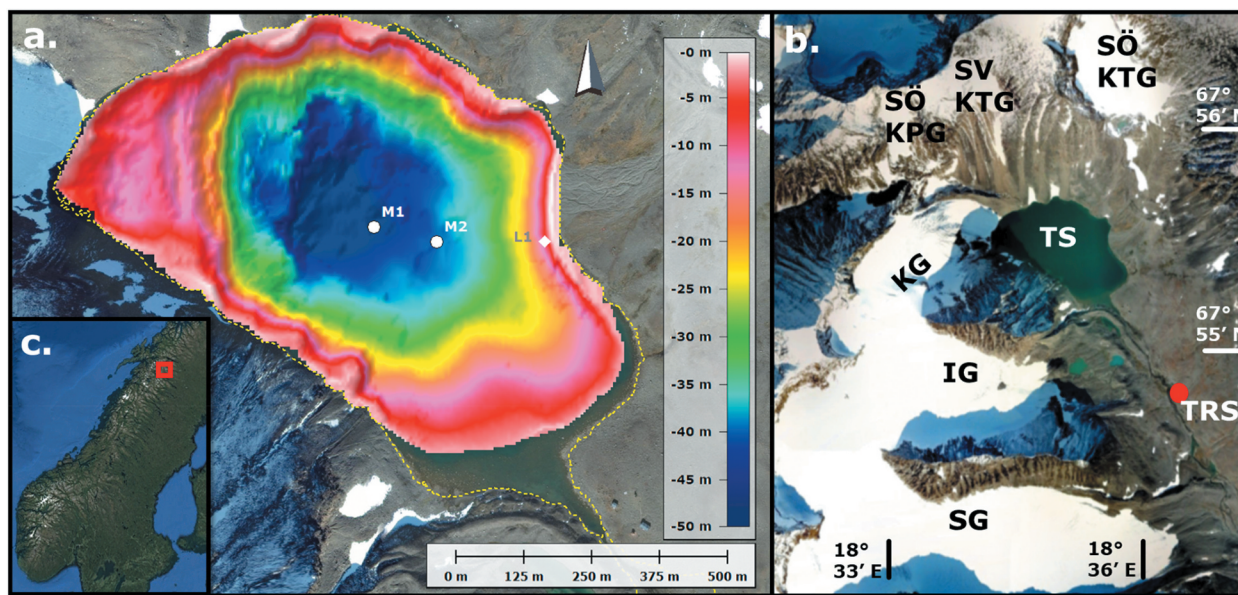 a.
M1
M2
L1
-0 m
-5 m
-10 m
-15 m
-20 m
-25 m
-30 m
-35 m
-40 m
-45 m
-50 m
0 m 125 m 250 m 375 m 500 m
c.
b.
SÖ
KTG
SV
KTG
SÖ
KPG
67°
56′ N
TS
KG
67°
55′ N
IG
TRS
SG
18°
33′ E
18°
36′ E